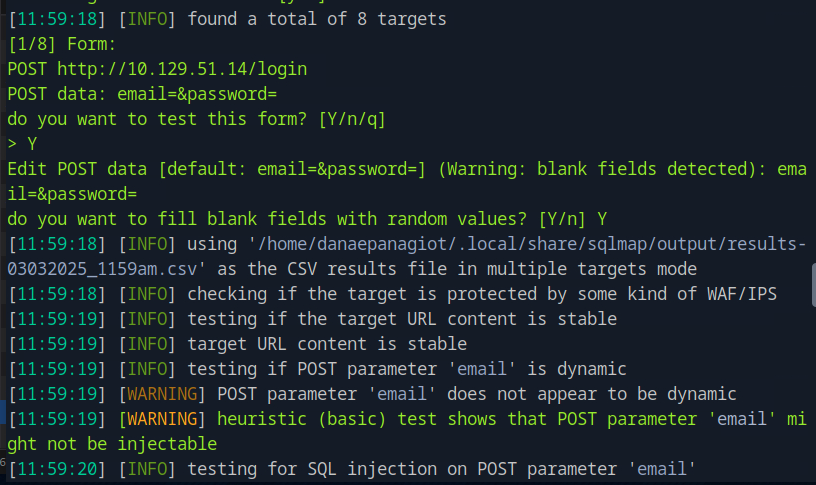 [11:59:18] [INFO] found a total of 8 targets
[1/8] Form:
POST http://10.129.51.14/login
POST data: email=&password=
do you want to test this form? [Y/n/q]
> Y
Edit POST data [default: email=&password=] (Warning: blank fields detected): ema
il=&password=
do you want to fill blank fields with random values? [Y/n] Y
[11:59:18] [INFO] using '/home/danaepanagiot/.local/share/sqlmap/output/results-
03032025_1159am.csv' as the CSV results file in multiple targets mode
[11:59:18] [INFO] checking if the target is protected by some kind of WAF/IPS
[11:59:19] [INFO] testing if the target URL content is stable
[11:59:19] [INFO] target URL content is stable
[11:59:19] [INFO] testing if POST parameter 'email' is dynamic
[11:59:19] [WARNING] POST parameter 'email' does not appear to be dynamic
[11:59:19] [WARNING] heuristic (basic) test shows that POST parameter 'email' mi
ght not be injectable
[11:59:20] [INFO] testing for SQL injection on POST parameter 'email'